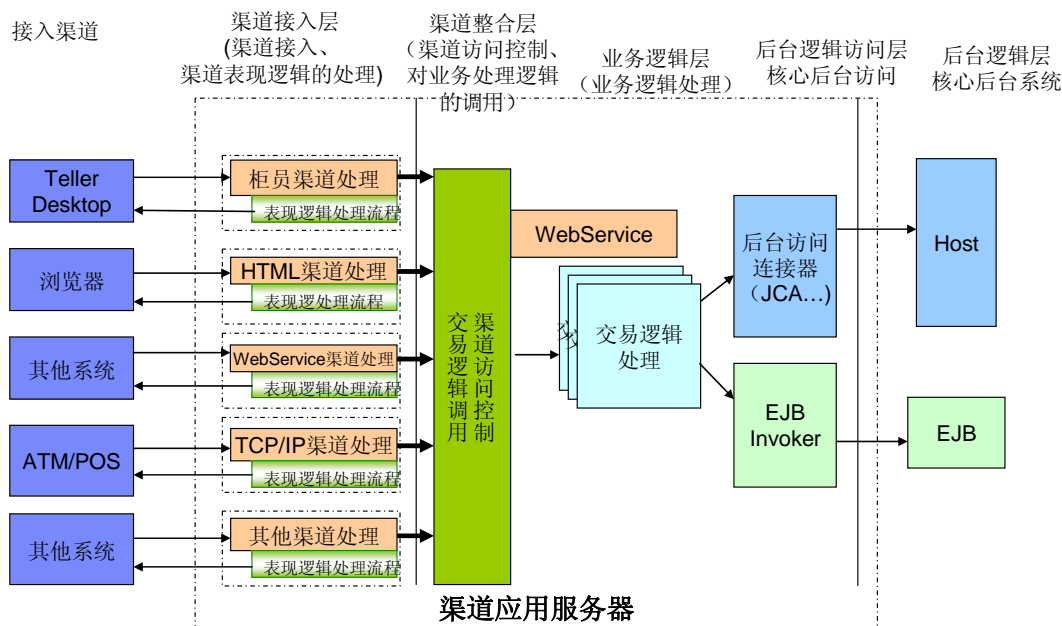 接入渠道
渠道接入层
(渠道接入、
渠道表现逻辑的处理)
渠道整合层
（渠道访问控制、
对业务处理逻辑
的调用）
业务逻辑层
（业务逻辑处理）
后台逻辑访问层
核心后台访问
后台逻辑层
核心后台系统
Teller
Desktop
柜员渠道处理
表现逻辑处理流程
浏览器
HTML渠道处理
表现逻处理流程
其他系统
WebService渠道处理
表现逻辑处理流程
ATM/POS
TCP/IP渠道处理
表现逻辑处理流程
其他系统
其他渠道处理
表现逻辑处理流程
渠道访问控制
交易逻辑调用
WebService
交易逻辑
处理
后台访问
连接器
（JCA…)
EJB
Invoker
Host
EJB
渠道应用服务器